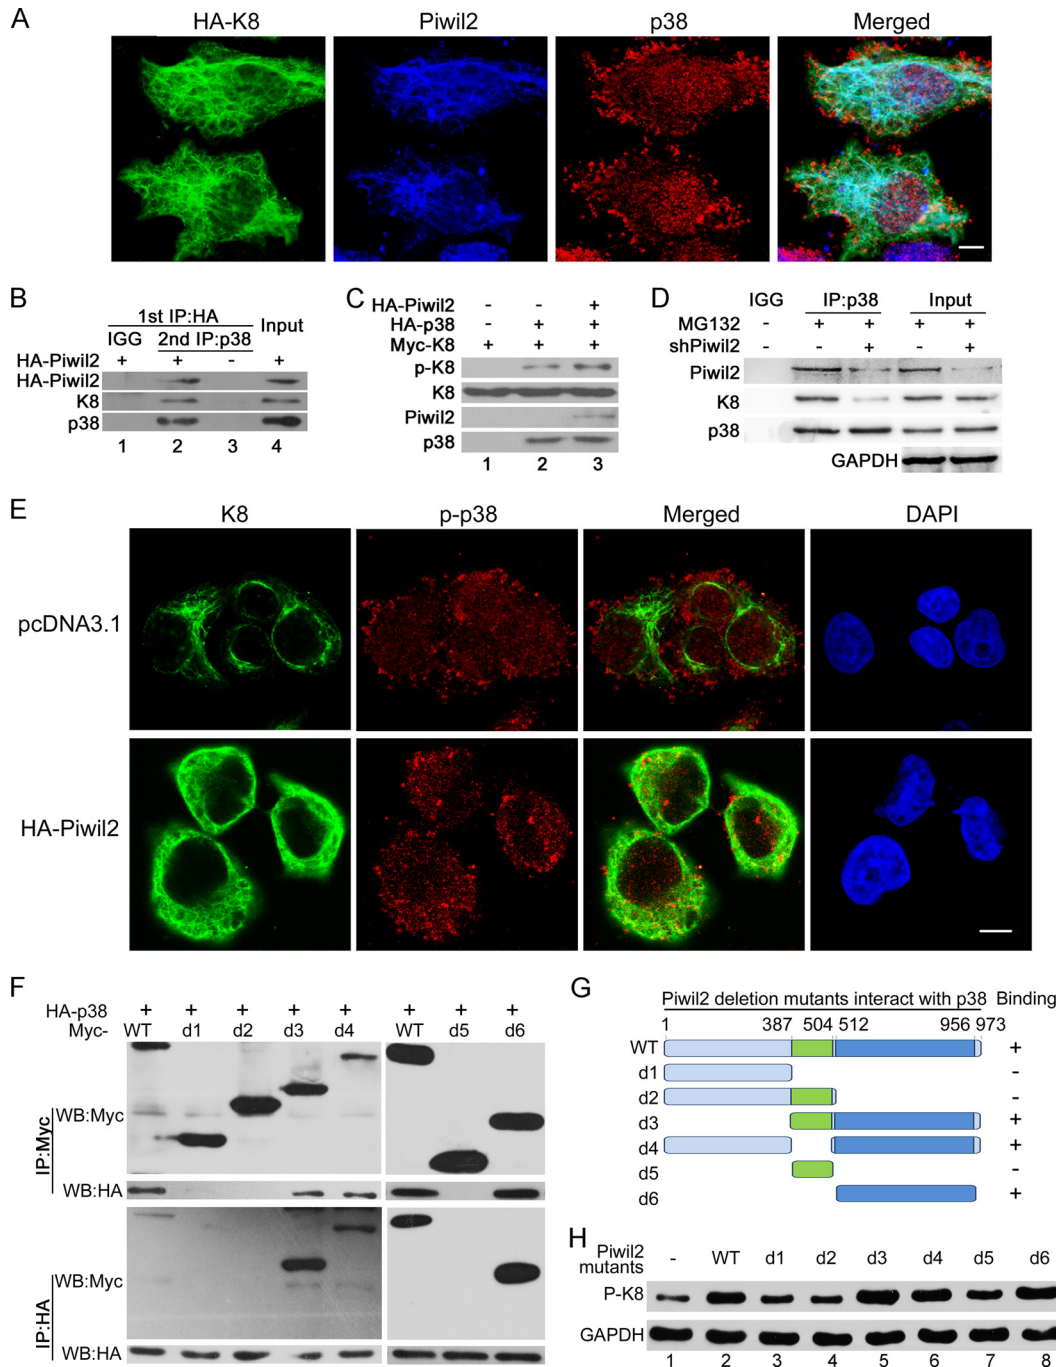 A
HA-K8 Piwil2 p38 Merged
B
1st IP:HA
IGG 2nd IP:p38 Input
HA-Piwil2 + + - +
HA-Piwil2
K8
p38
1 2 3 4
C
HA-Piwil2 - - +
HA-p38 - + +
Myc-K8 + + +
p-K8
K8
Piwil2
p38
1 2 3
D
IGG IP:p38 Input
MG132 - + + + +
shPiwil2 - + +
Piwil2
K8
p38
GAPDH
E
K8 p-p38 Merged DAPI
pcDNA3.1
HA-Piwil2
F
HA-p38 + + + + + + + +
Myc- WT d1 d2 d3 d4 WT d5 d6
IP:Myc
WB:Myc
WB:HA
IP:HA
WB:Myc
WB:HA
G
Piwil2 deletion mutants interact with p38 Binding
1 387 504 512 956 973
WT +
d1 -
d2 -
d3 +
d4 +
d5 -
d6 +
H
Piwil2 mutants - WT d1 d2 d3 d4 d5 d6
P-K8
GAPDH
1 2 3 4 5 6 7 8